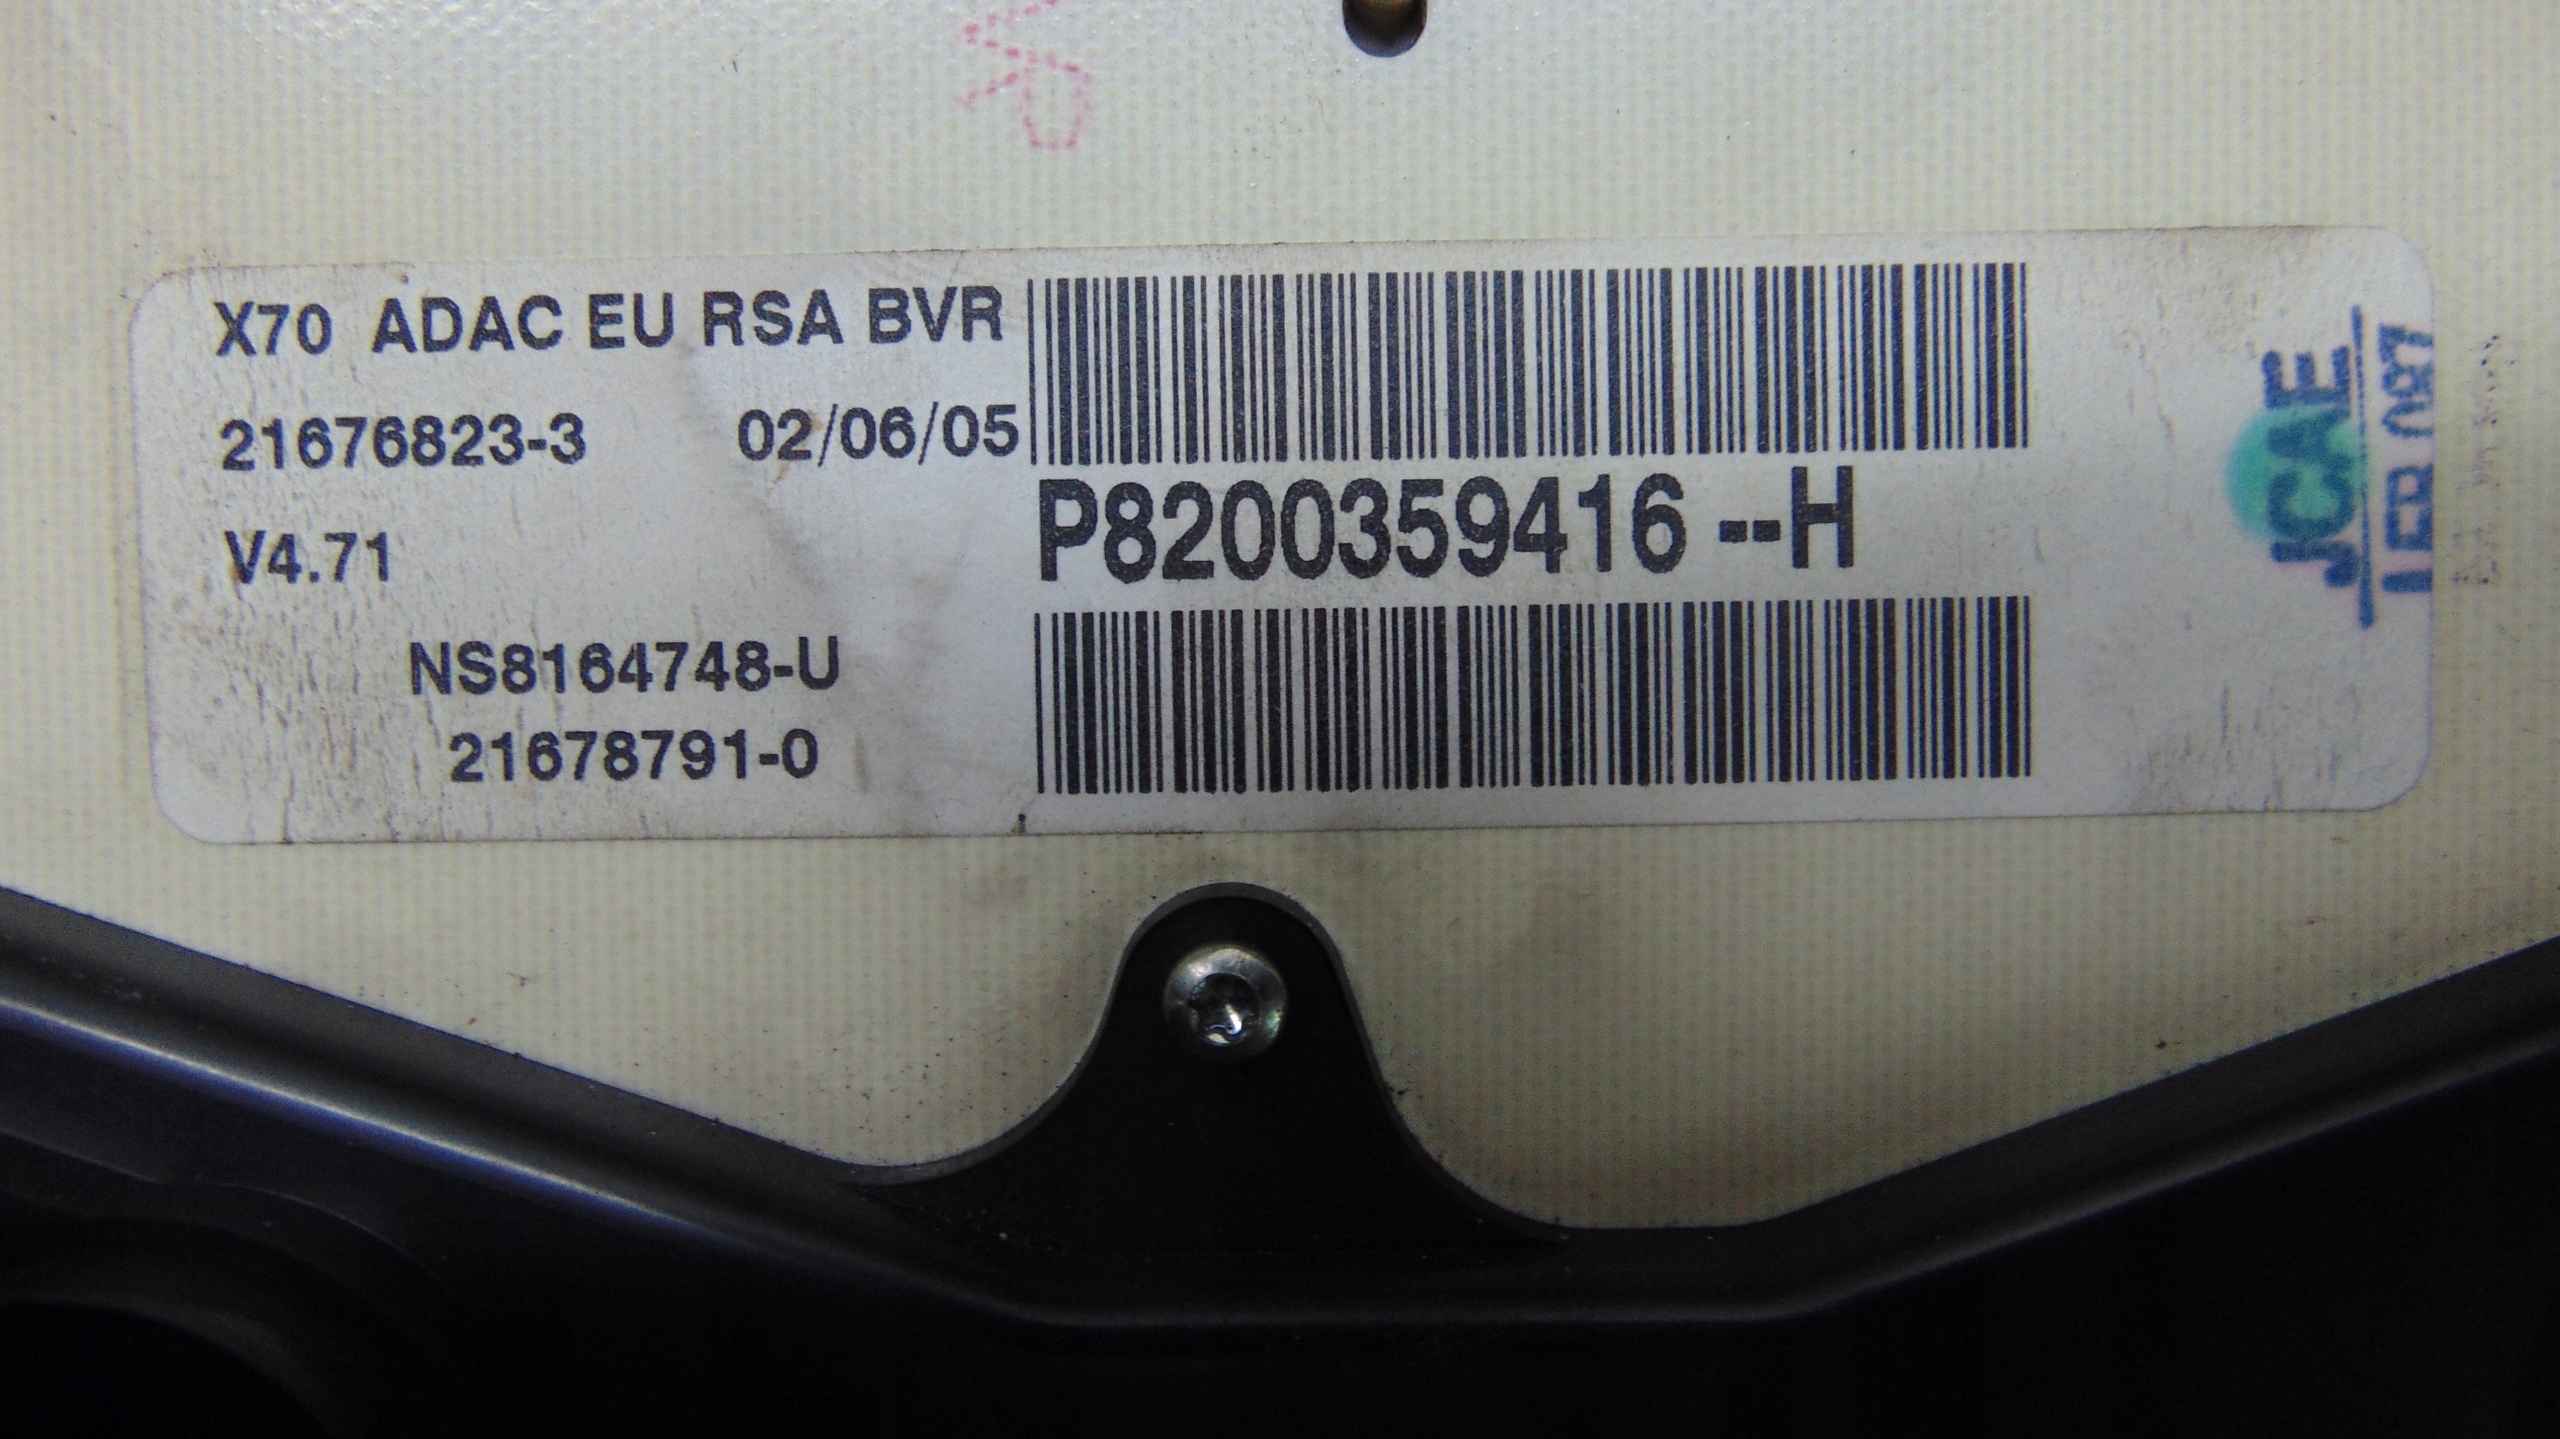 X70 ADAC EU RSA BVR
21676823-3 02/06/05
P8200359416--H
V4.71
NS8164748-U
21678791-0
JCAE